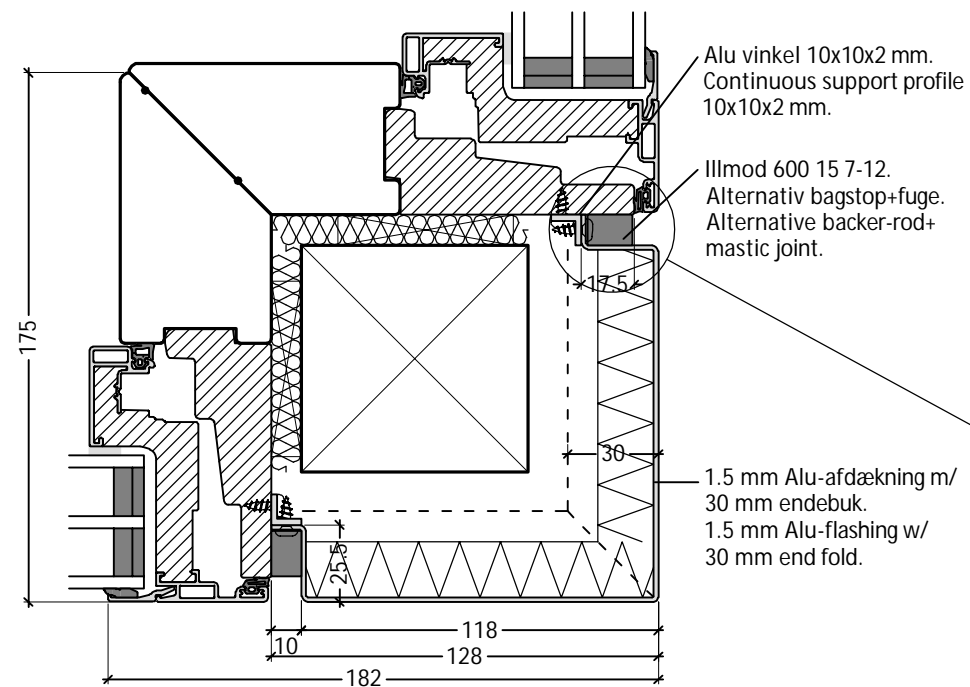 Alu vinkel 10x10x2 mm.
Continuous support profile
10x10x2 mm.
Illmod 600 15 7-12.
Alternativ bagstop+fuge.
Alternative backer-rod+
mastic joint.
17.5
175
30
1.5 mm Alu-afdækning m/
30 mm endebuk.
1.5 mm Alu-flashing w/
30 mm end fold.
25.5
118
10
128
182